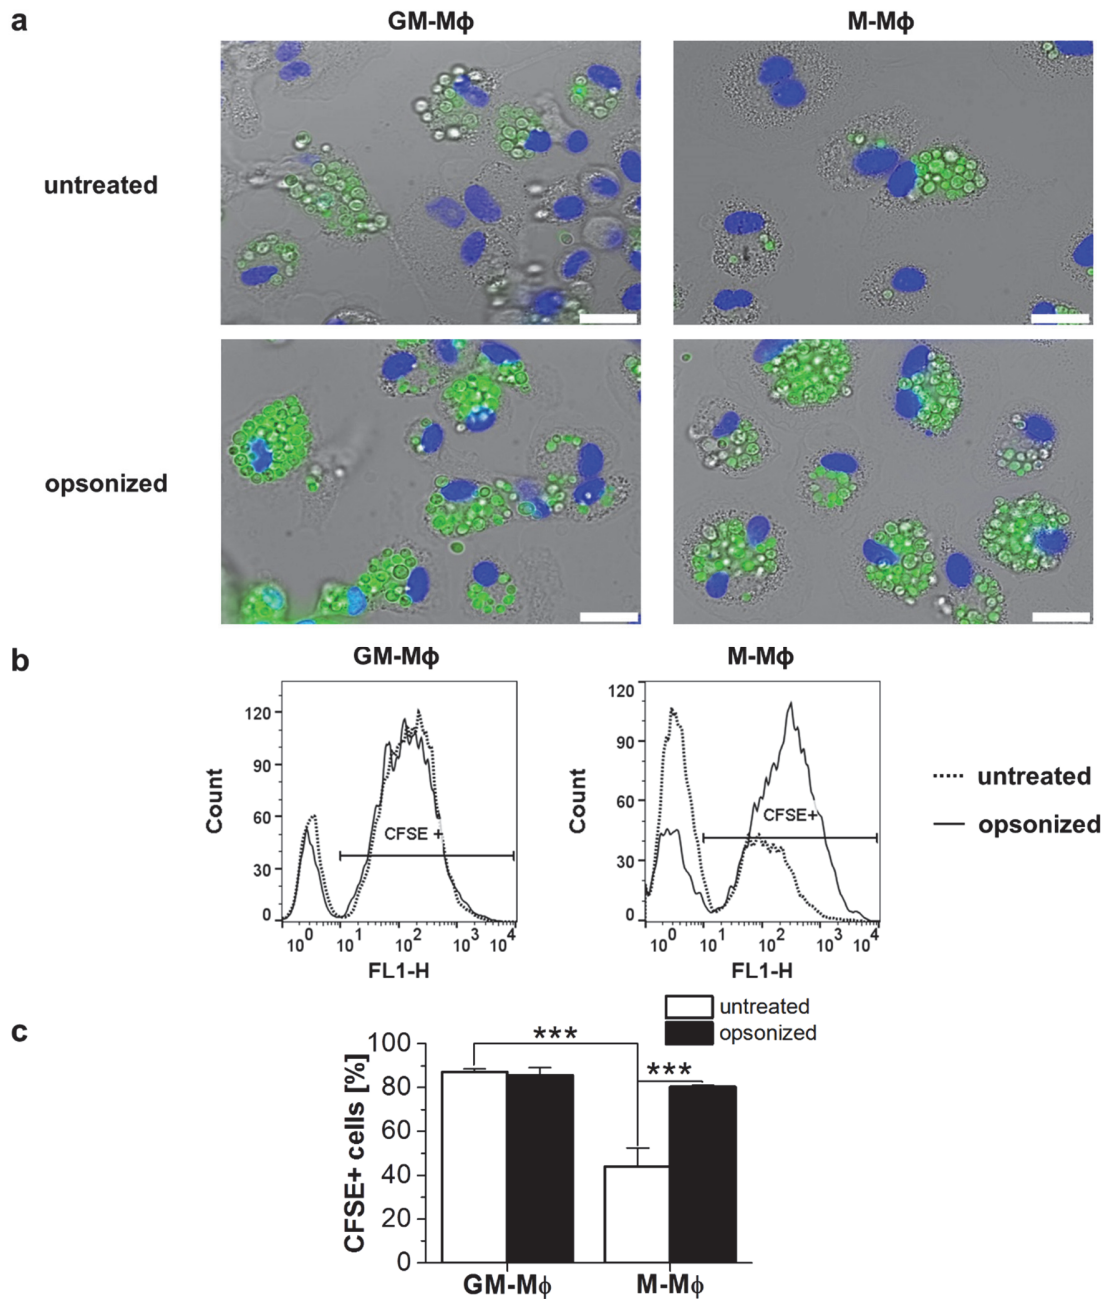 a
GM-Mϕ
M-Mϕ
untreated
opsonized
b
GM-Mϕ
M-Mϕ
Count
120
90
60
30
0
CFSE +
10⁰ 10¹ 10² 10³ 10⁴
FL1-H
Count
120
90
60
30
0
CFSE+
10⁰ 10¹ 10² 10³ 10⁴
FL1-H
untreated
opsonized
c
untreated
opsonized
CFSE+ cells [%]
100
80
60
40
20
0
***
***
GM-Mϕ
M-Mϕ